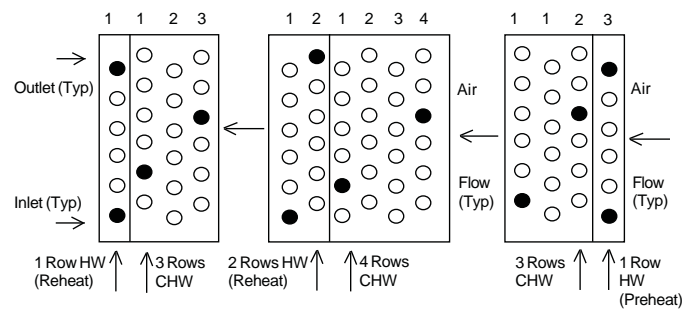 1 1 2 3
1 2 1 2 3 4
1 1 2 3
Outlet (Typ)
Inlet (Typ)
Air
Flow
(Typ)
Air
Flow
(Typ)
1 Row HW
(Reheat)
3 Rows
CHW
2 Rows HW
(Reheat)
4 Rows
CHW
3 Rows
CHW
1 Row
HW
(Preheat)